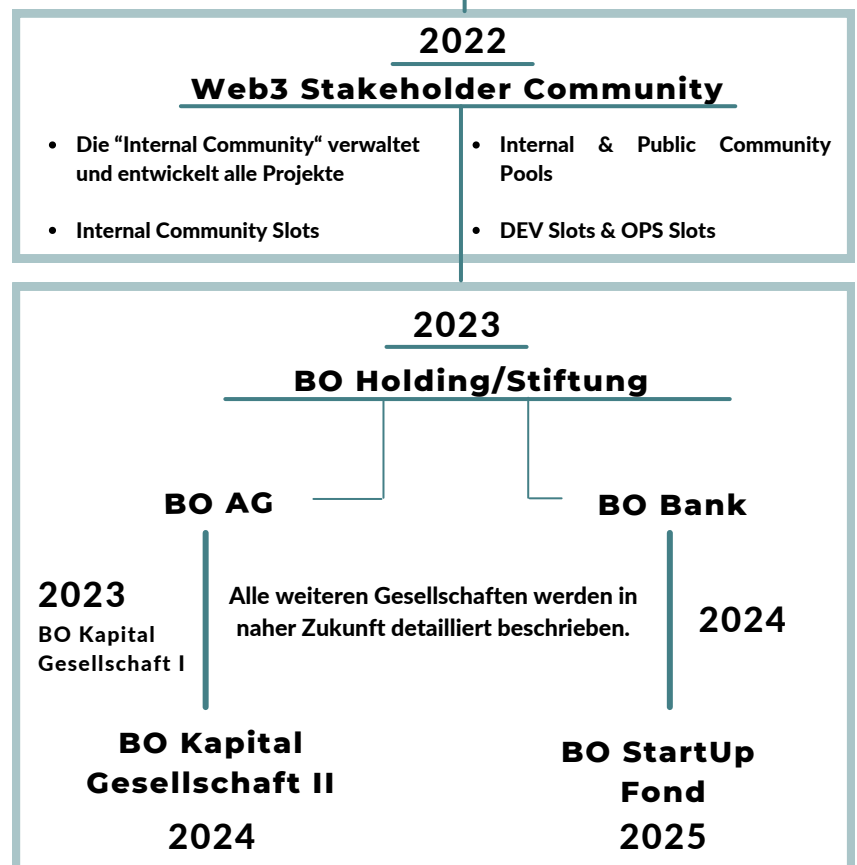 2022
Web3 Stakeholder Community
• Die “Internal Community“ verwaltet
und entwickelt alle Projekte
• Internal Community Slots
• Internal & Public Community
Pools
• DEV Slots & OPS Slots
2023
BO Holding/Stiftung
BO AG
BO Bank
2023
BO Kapital
Gesellschaft I
Alle weiteren Gesellschaften werden in
naher Zukunft detailliert beschrieben.
2024
BO Kapital
Gesellschaft II
2024
BO StartUp
Fond
2025